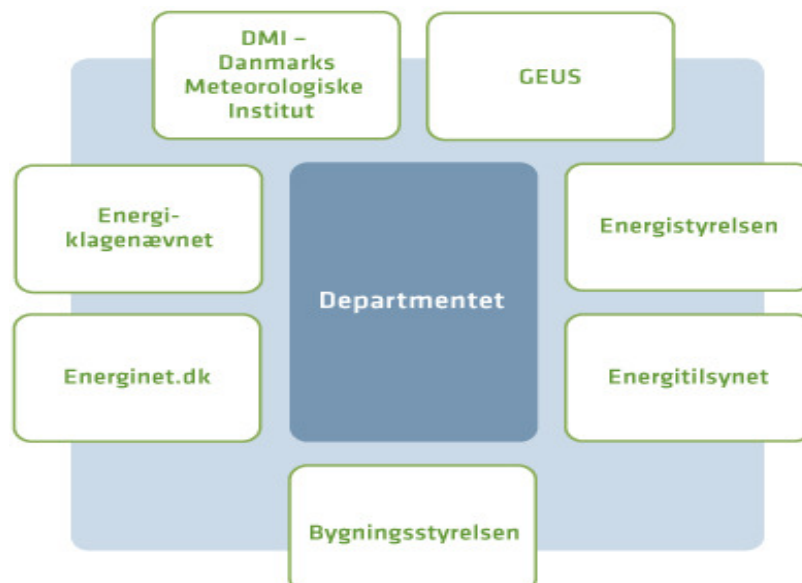 DMI –
Danmarks
Meteorologiske
Institut
GEUS
Energi-
klagenævnet
Departmentet
Energistyrelsen
Energinet.dk
Energitilsynet
Bygningsstyrelsen